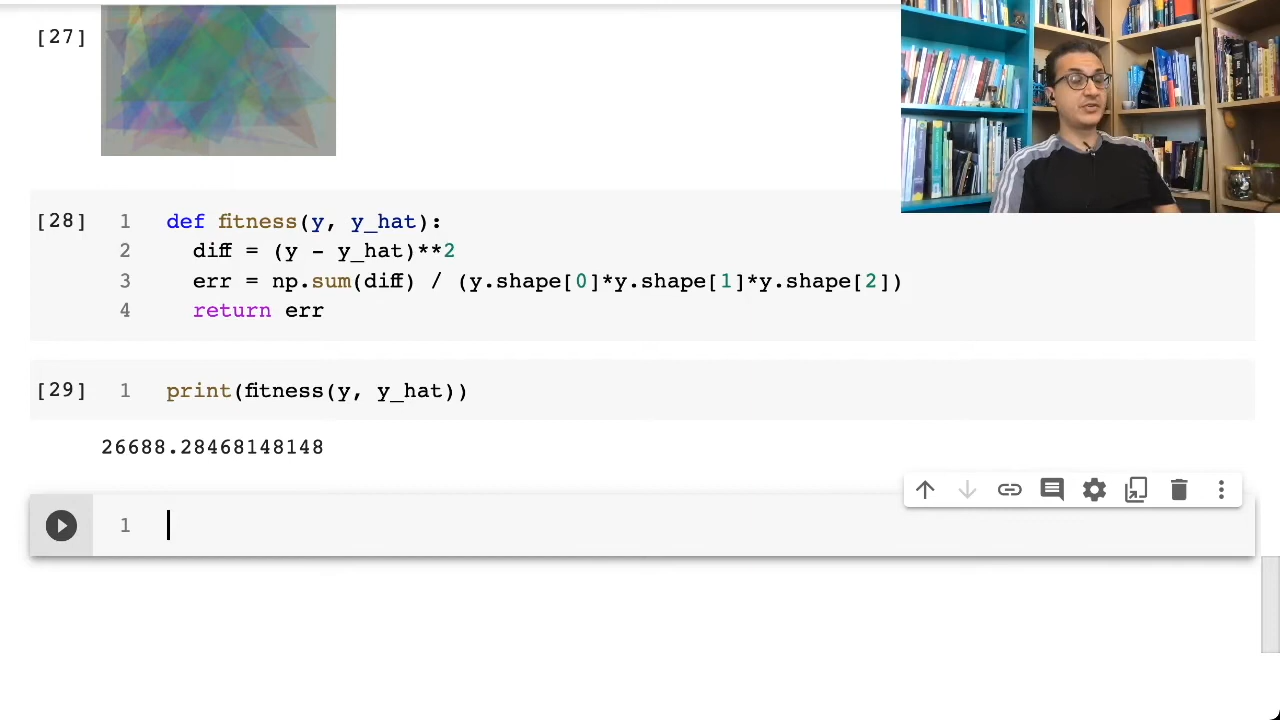 [27]
[28]
1 def fitness(y, y_hat):
2 diff = (y - y_hat)**2
3 err = np.sum(diff) / (y.shape[0]*y.shape[1]*y.shape[2])
4 return err
[29] 1 print(fitness(y, y_hat))
26688.28468148148
1